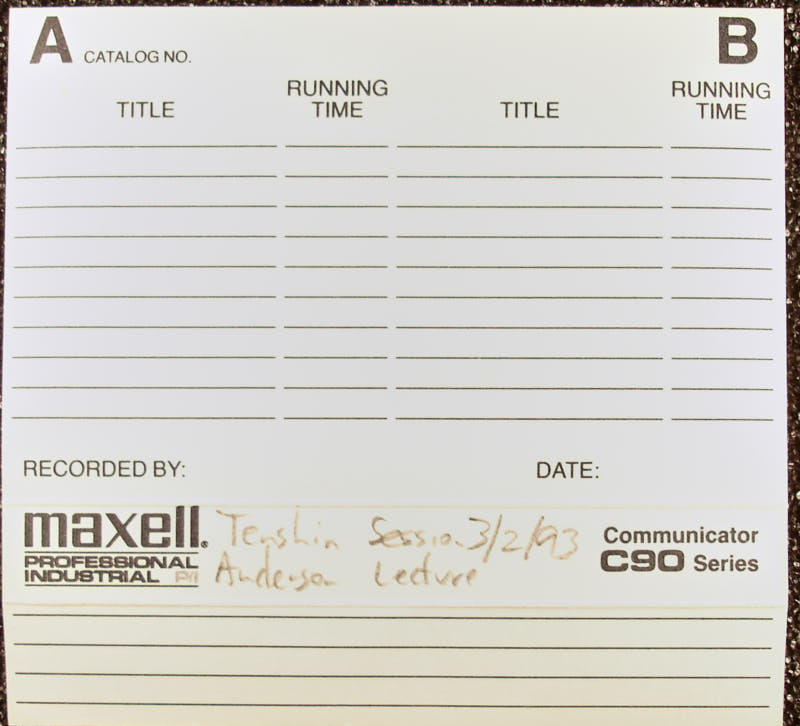 A CATALOG NO. B
TITLE RUNNING TIME TITLE RUNNING TIME
RECORDED BY: DATE:
maxell. Tenshin Session 3/2/93 Communicator
PROFESSIONAL INDUSTRIAL P/I Anderson Lecture C90 Series